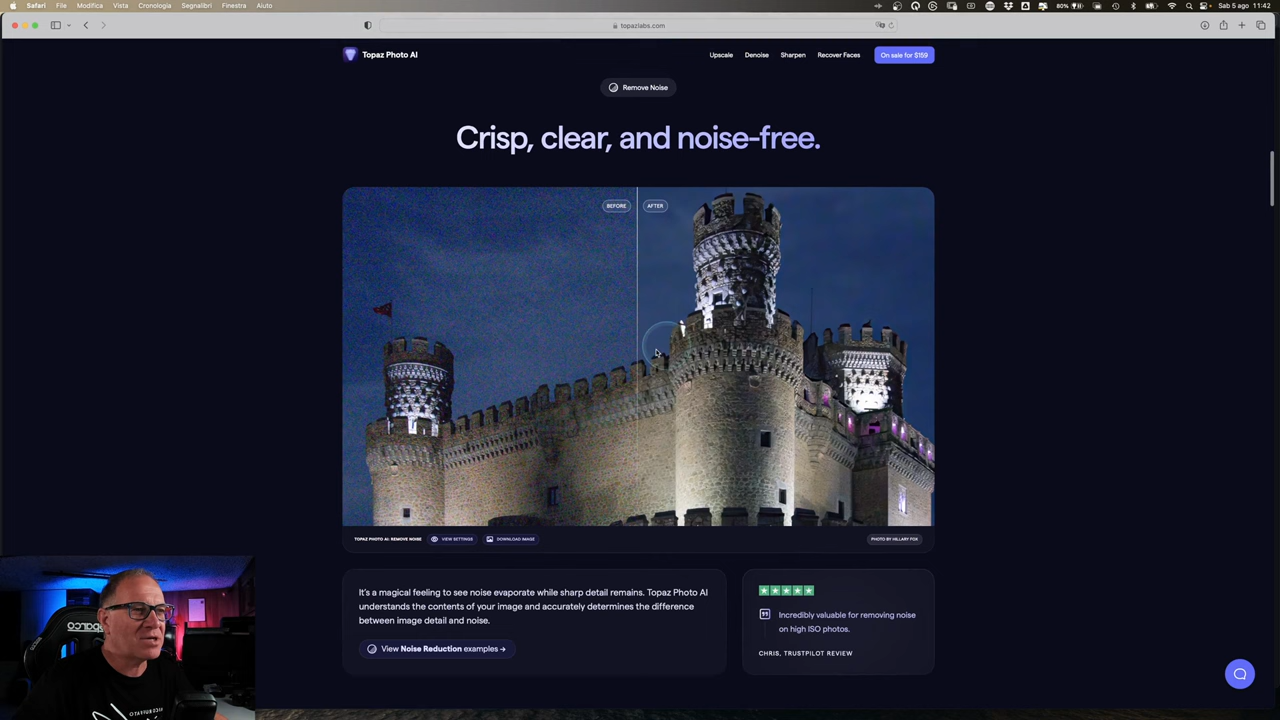 Safari File Modifica Vista Cronologia Segnalibri Finestra Aiuto 80% Sab 5 ago 11:42
topazlabs.com
Topaz Photo AI Upscale Denoise Sharpen Recover Faces On sale for $159
Remove Noise
Crisp, clear, and noise-free.
BEFORE AFTER
TOPAZ PHOTO AI: REMOVE NOISE VIEW SETTINGS DOWNLOAD IMAGE PHOTO BY HILLARY FOX
It's a magical feeling to see noise evaporate while sharp detail remains. Topaz Photo AI
understands the contents of your image and accurately determines the difference
between image detail and noise.
View Noise Reduction examples →
Incredibly valuable for removing noise
on high ISO photos.
CHRIS, TRUSTPILOT REVIEW